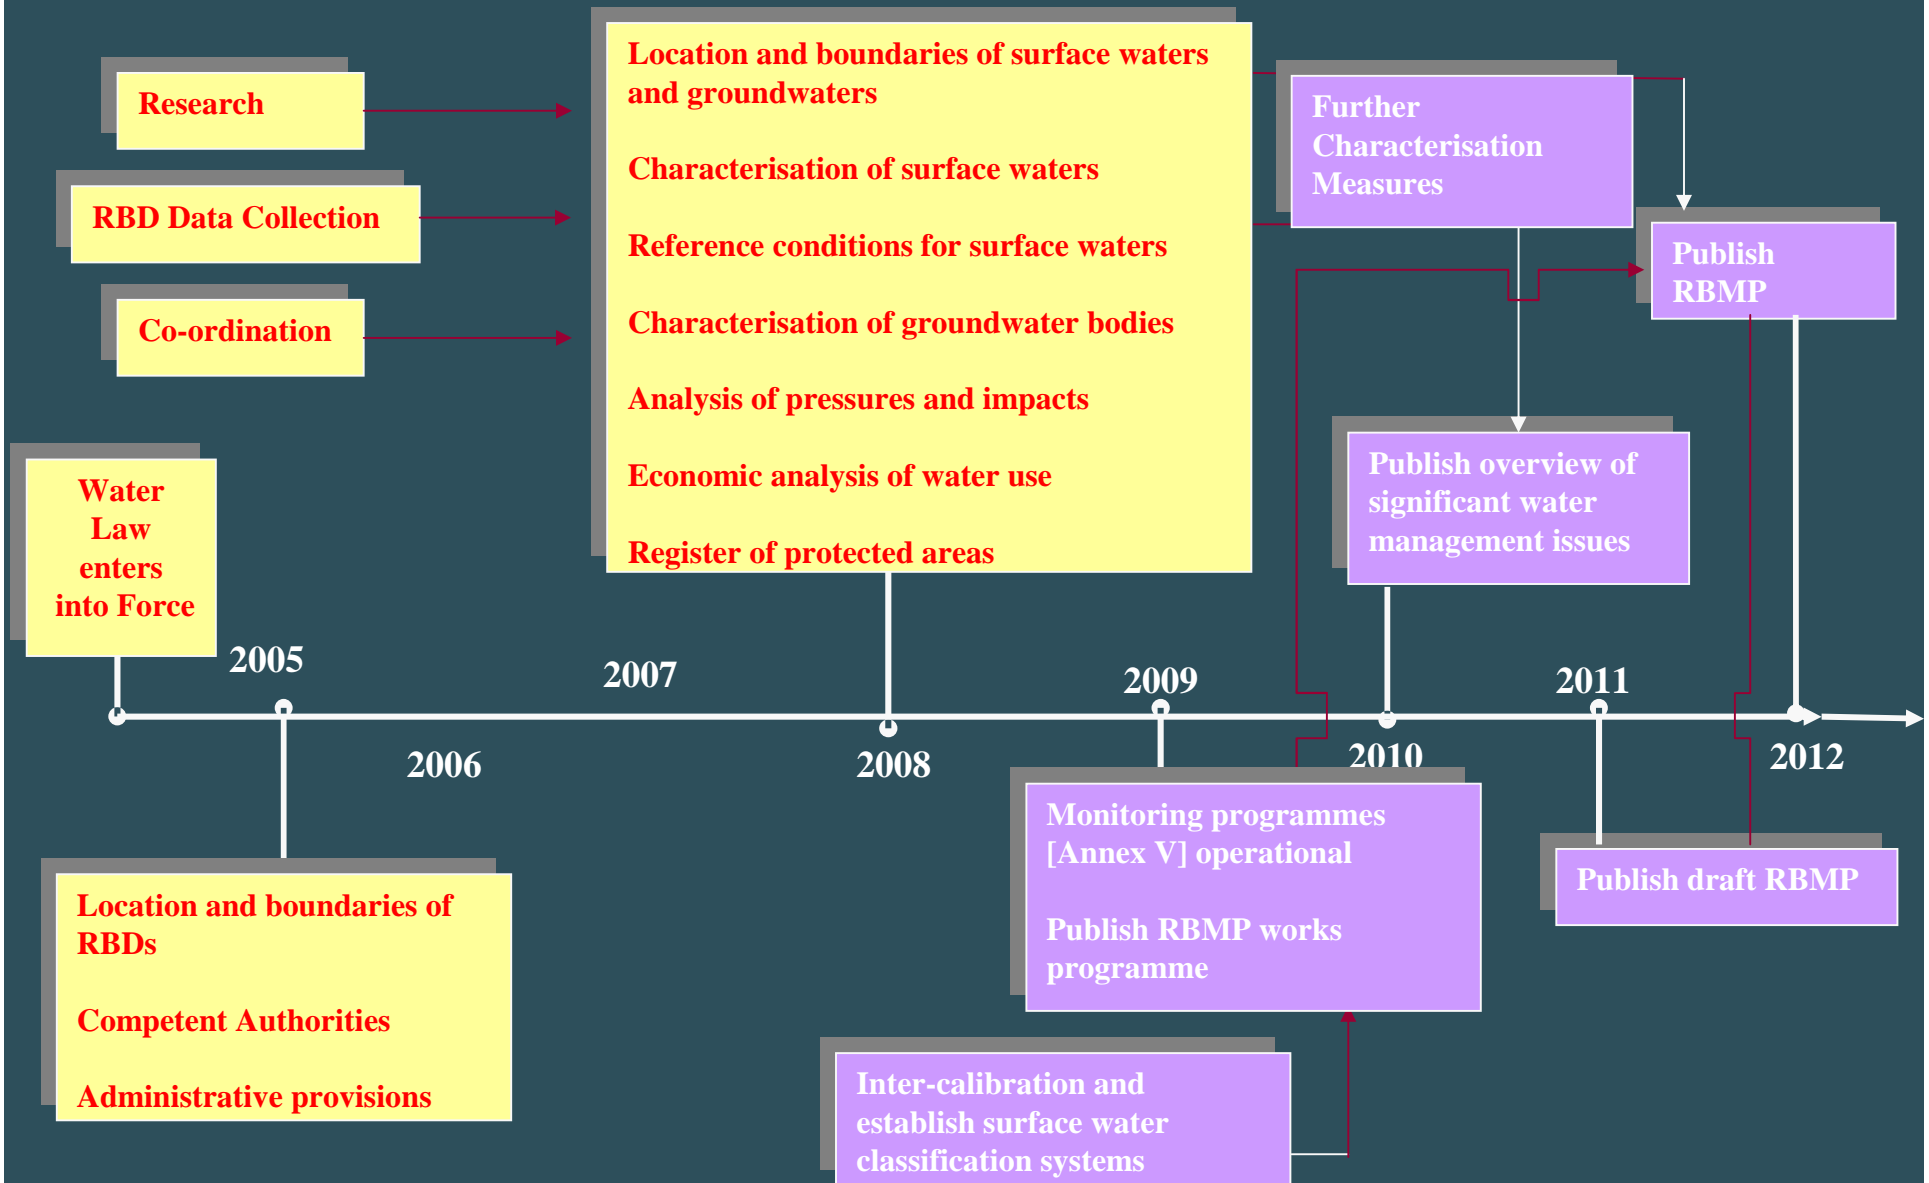 Research
RBD Data Collection
Co-ordination
Location and boundaries of surface waters
and groundwaters
Characterisation of surface waters
Reference conditions for surface waters
Characterisation of groundwater bodies
Analysis of pressures and impacts
Economic analysis of water use
Register of protected areas
Further
Characterisation
Measures
Publish
RBMP
Publish overview of
significant water
management issues
Water
Law
enters
into Force
2005
2007
2009
2011
2006
2008
2010
2012
Location and boundaries of
RBDs
Competent Authorities
Administrative provisions
Monitoring programmes
[Annex V] operational
Publish RBMP works
programme
Publish draft RBMP
Inter-calibration and
establish surface water
classification systems